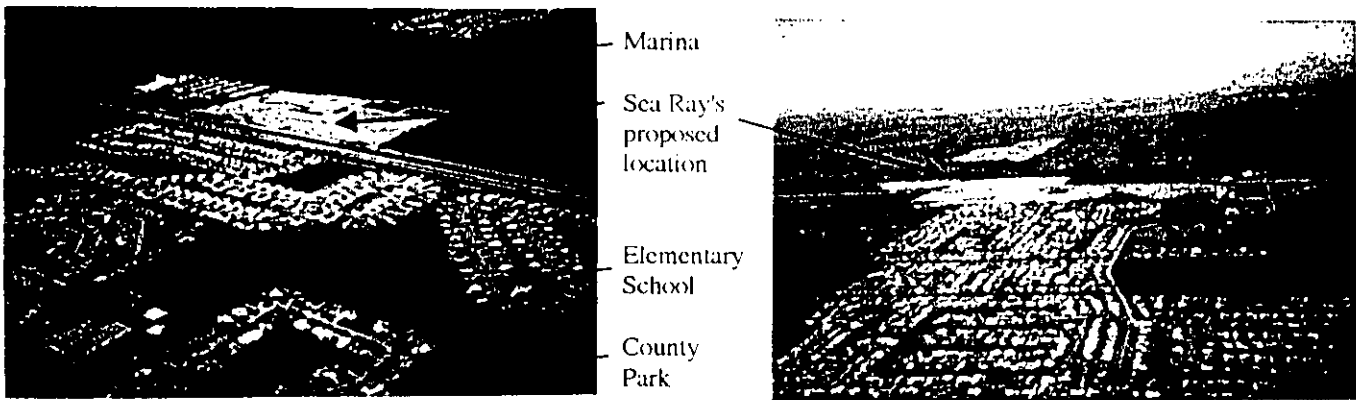 Marina
Sea Ray's
proposed
location
Elementary
School
County
Park